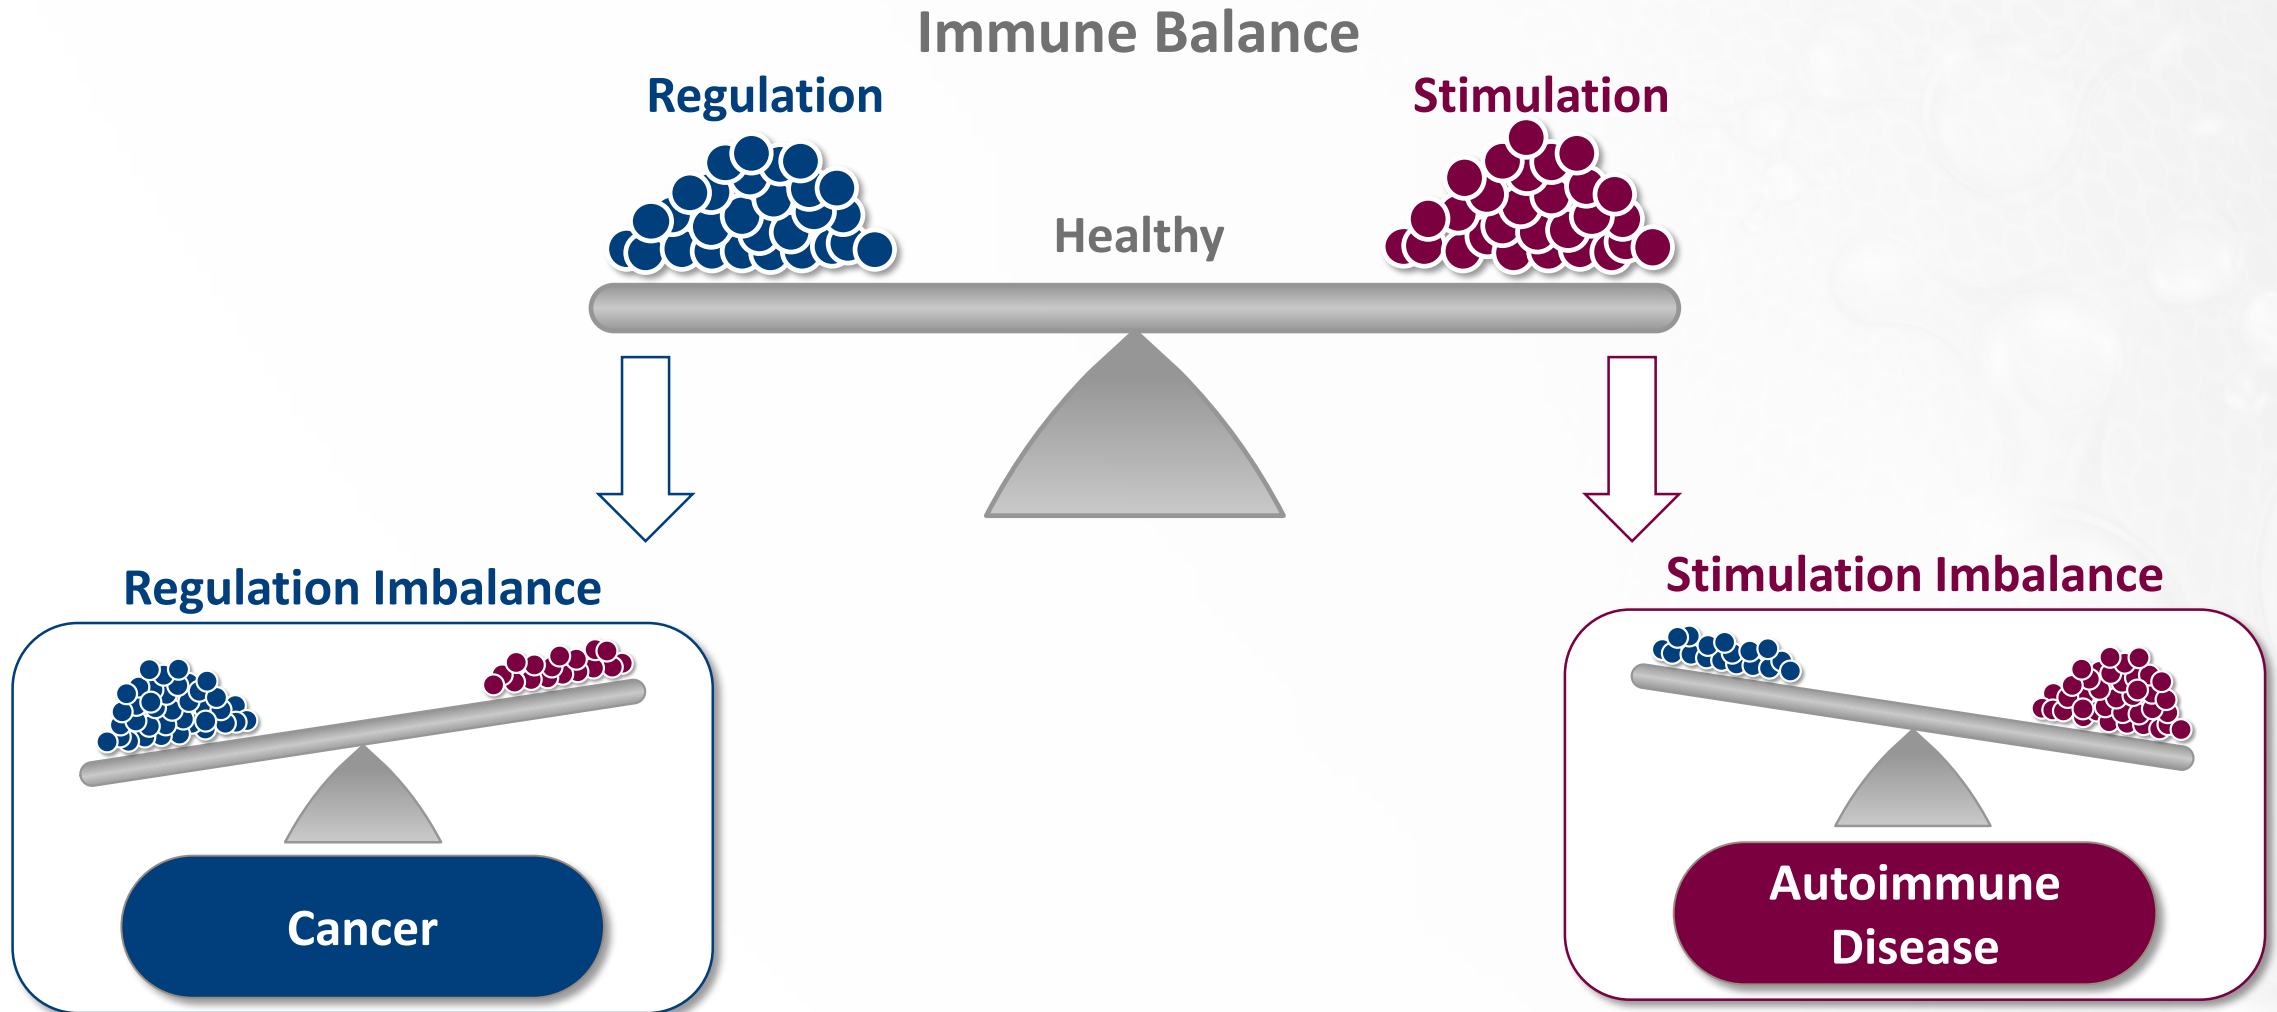 Immune Balance
Regulation
Stimulation
Healthy
Regulation Imbalance
Stimulation Imbalance
Cancer
Autoimmune
Disease